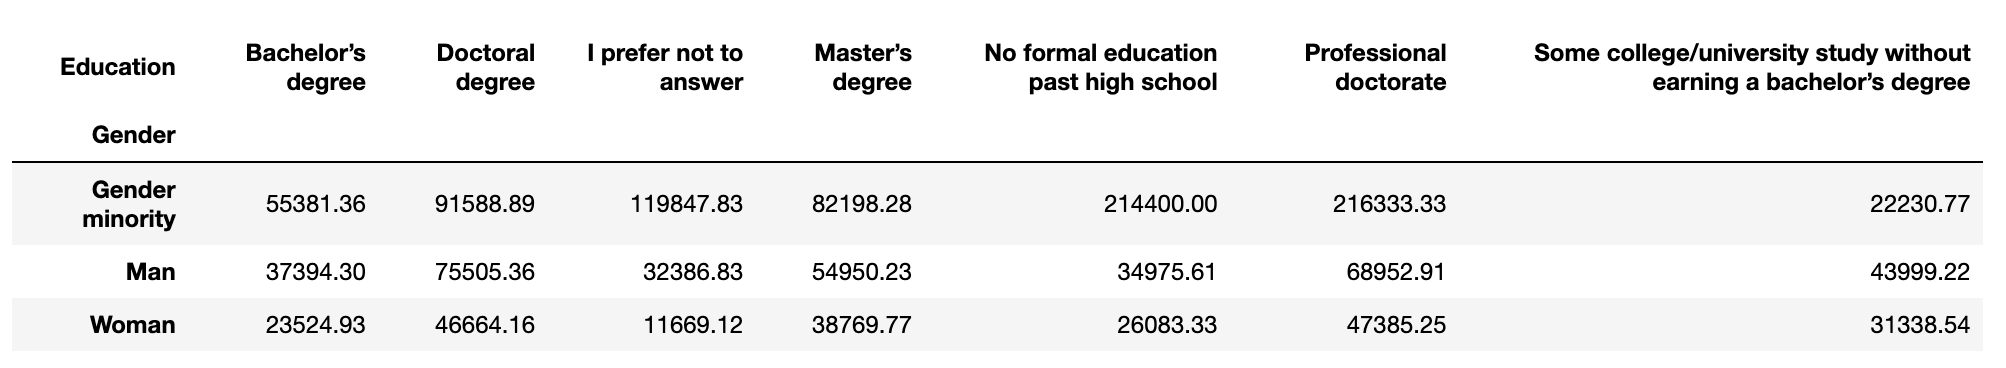 Education Bachelor’s degree Doctoral degree I prefer not to answer Master’s degree No formal education past high school Professional doctorate Some college/university study without earning a bachelor’s degree
Gender
Gender minority 55381.36 91588.89 119847.83 82198.28 214400.00 216333.33 22230.77
Man 37394.30 75505.36 32386.83 54950.23 34975.61 68952.91 43999.22
Woman 23524.93 46664.16 11669.12 38769.77 26083.33 47385.25 31338.54